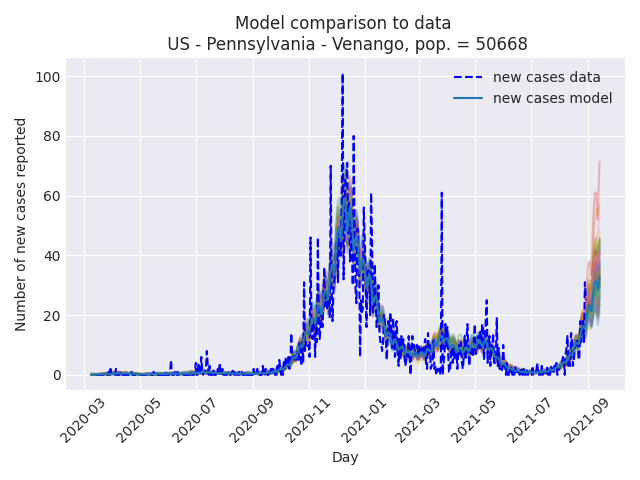 Model comparison to data
US - Pennsylvania - Venango, pop. = 50668
new cases data
new cases model
Number of new cases reported
100
80
60
40
20
0
2020-03
2020-05
2020-07
2020-09
2020-11
2021-01
2021-03
2021-05
2021-07
2021-09
Day